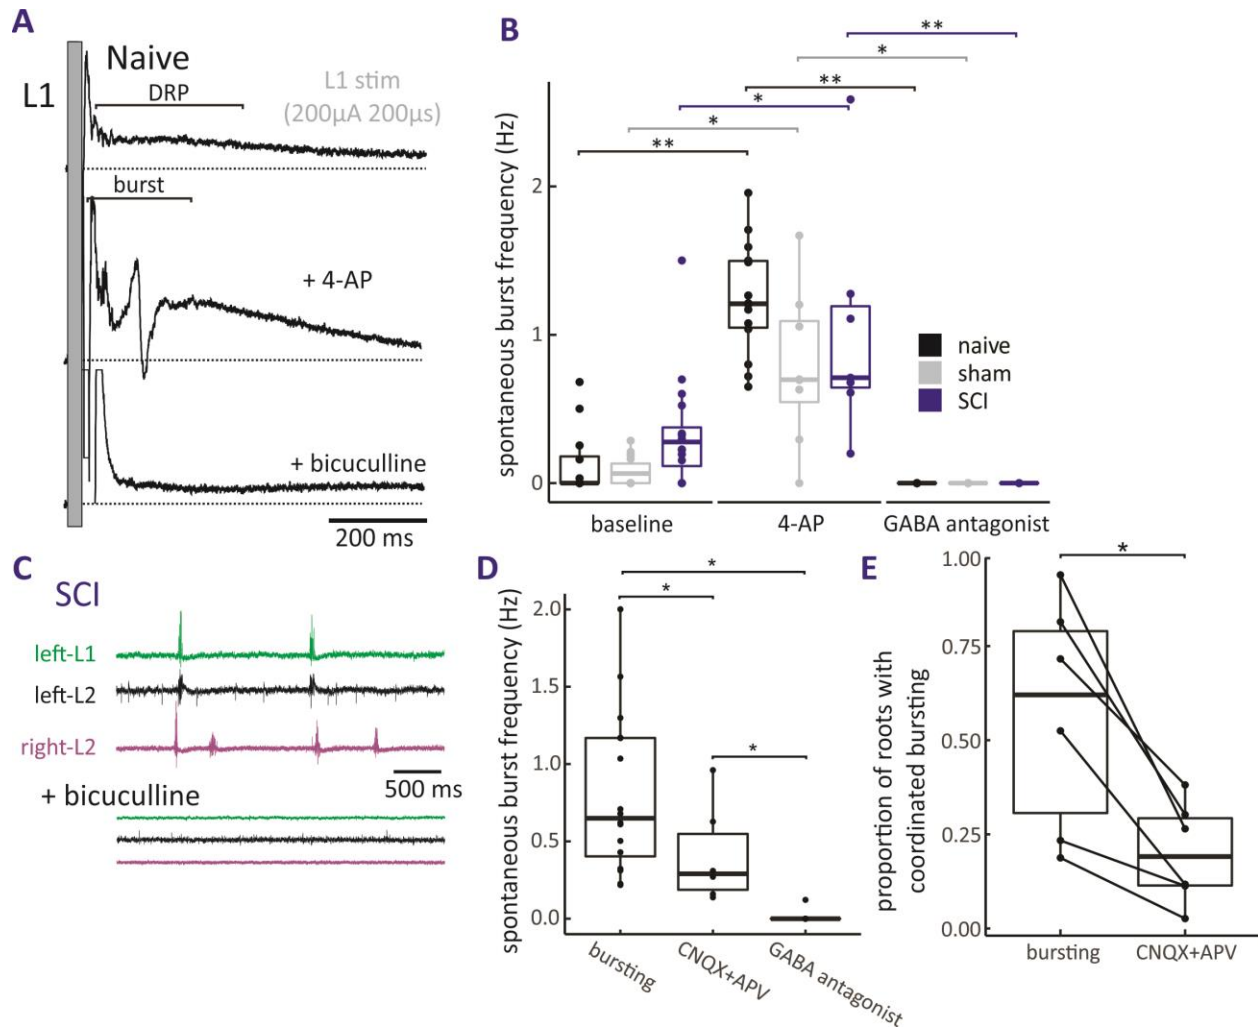 A
Naive
L1
DRP
L1 stim
(200µA 200µs)
burst
+ 4-AP
+ bicuculline
200 ms
B
**
*
**
*
*
**
spontaneous burst frequency (Hz)
2
1
0
naive
sham
SCI
baseline
4-AP
GABA antagonist
C
SCI
left-L1
left-L2
right-L2
500 ms
+ bicuculline
D
*
*
*
spontaneous burst frequency (Hz)
2.0
1.5
1.0
0.5
0.0
bursting
CNQX+APV
GABA antagonist
E
*
proportion of roots with
coordinated bursting
1.00
0.75
0.50
0.25
0.00
bursting
CNQX+APV